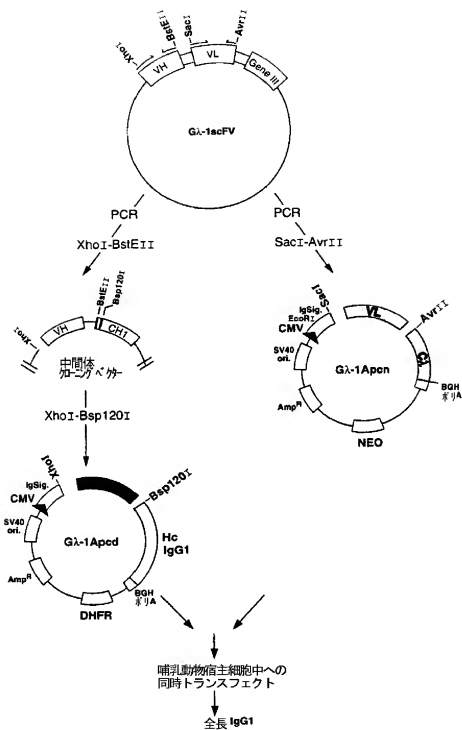 XhoI
BstEII
SacI
AvrII
VH
VL
Gene III
Gλ-1scFV
PCR
PCR
XhoI-BstEII
SacI-AvrII
BstEII
Bsp120I
XhoI
VH
CH1
中間体
クローニングベクター
XhoI-Bsp120I
SacI
IgSig.
EcoRI
CMV
SV40
ori.
AmpR
VL
AvrII
Cλ
BGH
ポリA
Gλ-1Apcn
NEO
XhoI
IgSig.
CMV
SV40
ori.
AmpR
Bsp120I
Gλ-1Apcd
Hc
IgG1
BGH
ポリA
DHFR
哺乳動物宿主細胞中への
同時トランスフェクト
全長 IgG1